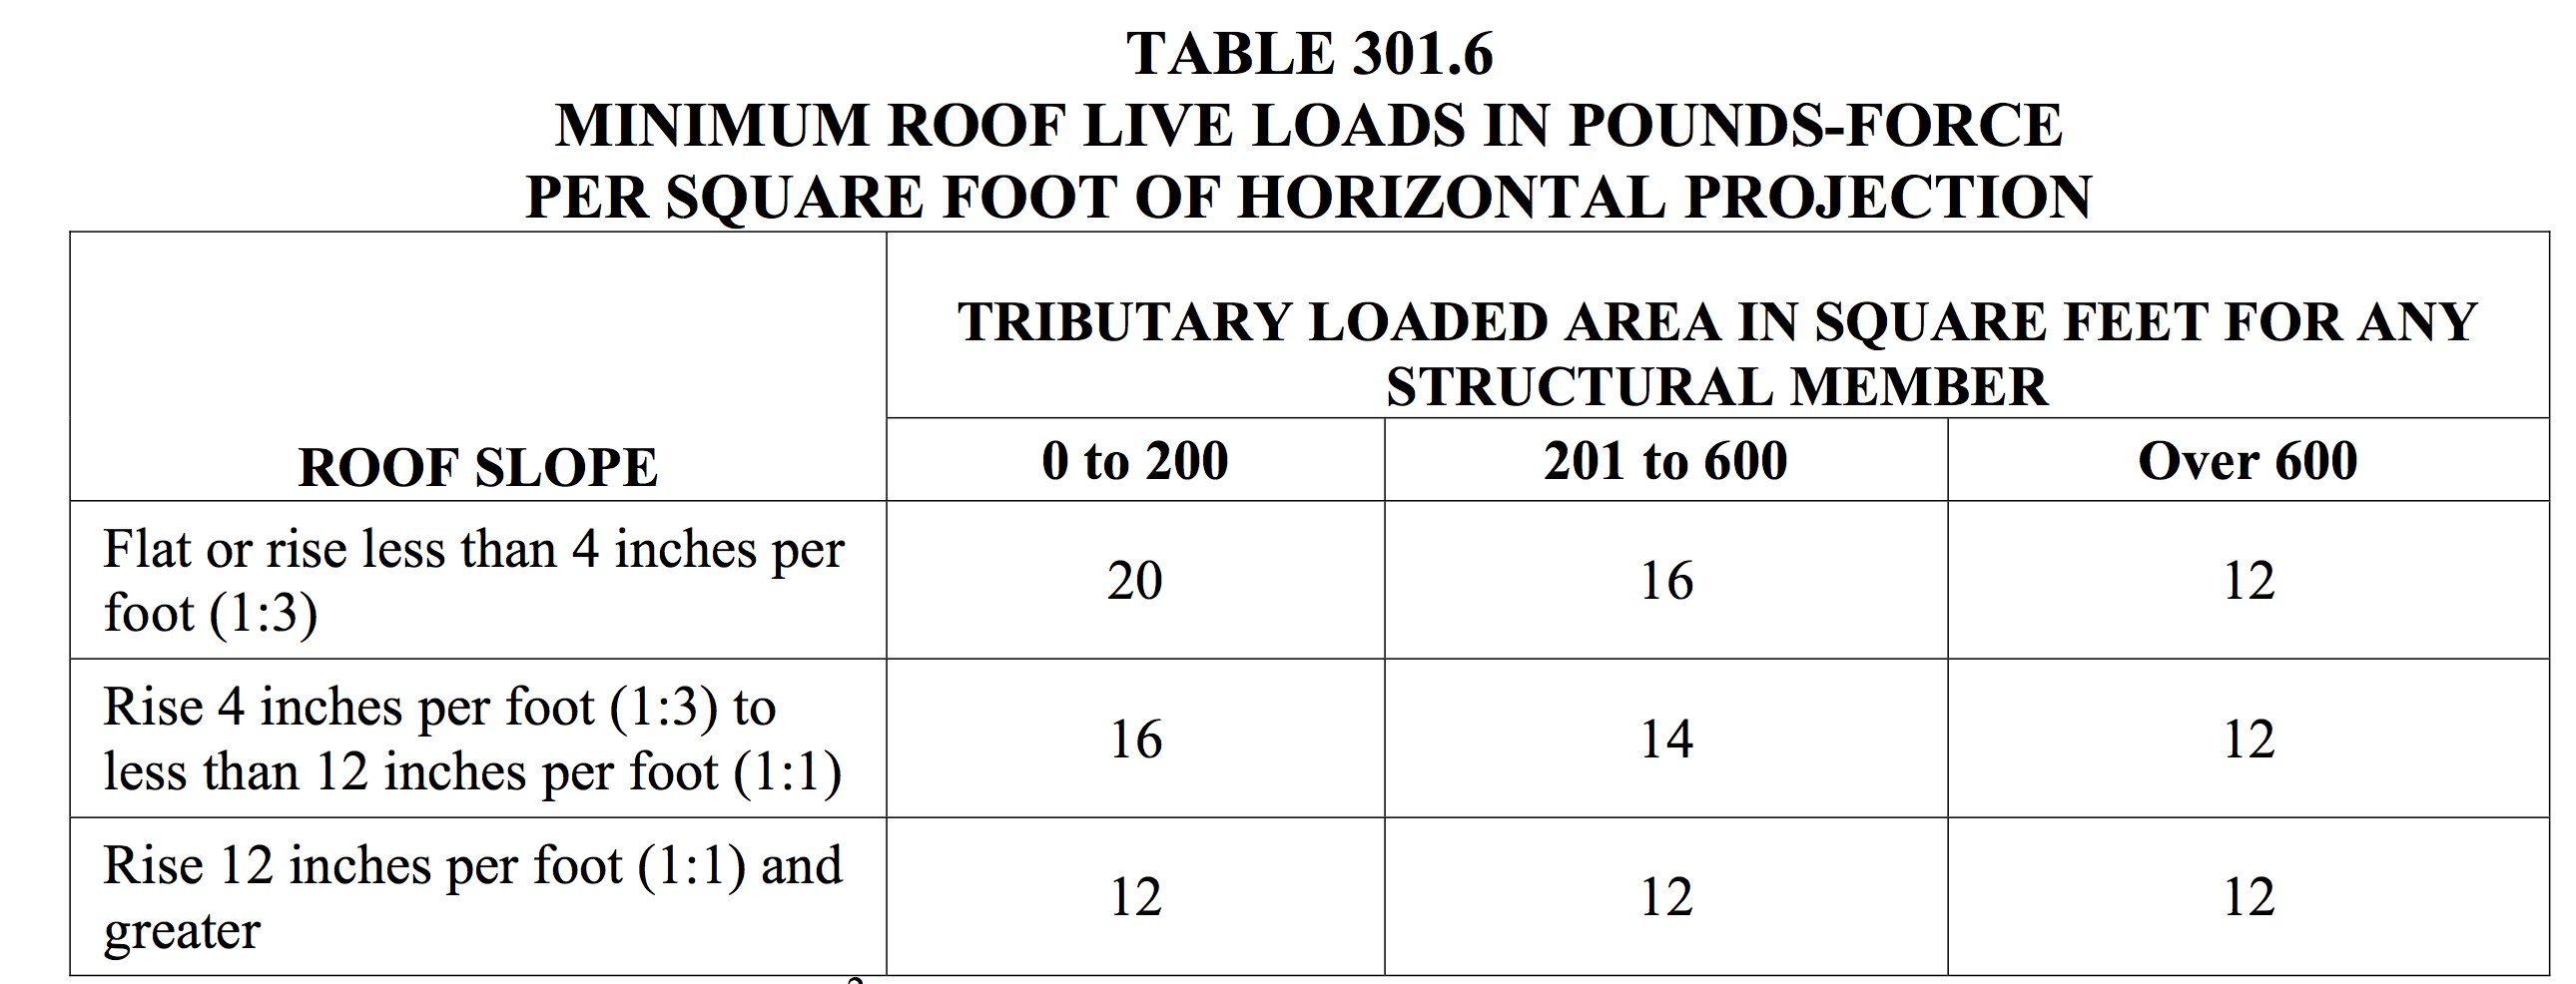 TABLE 301.6
MINIMUM ROOF LIVE LOADS IN POUNDS-FORCE
PER SQUARE FOOT OF HORIZONTAL PROJECTION
ROOF SLOPE
TRIBUTARY LOADED AREA IN SQUARE FEET FOR ANY
STRUCTURAL MEMBER
0 to 200
201 to 600
Over 600
Flat or rise less than 4 inches per
foot (1:3)
20
16
12
Rise 4 inches per foot (1:3) to
less than 12 inches per foot (1:1)
16
14
12
Rise 12 inches per foot (1:1) and
greater
12
12
12